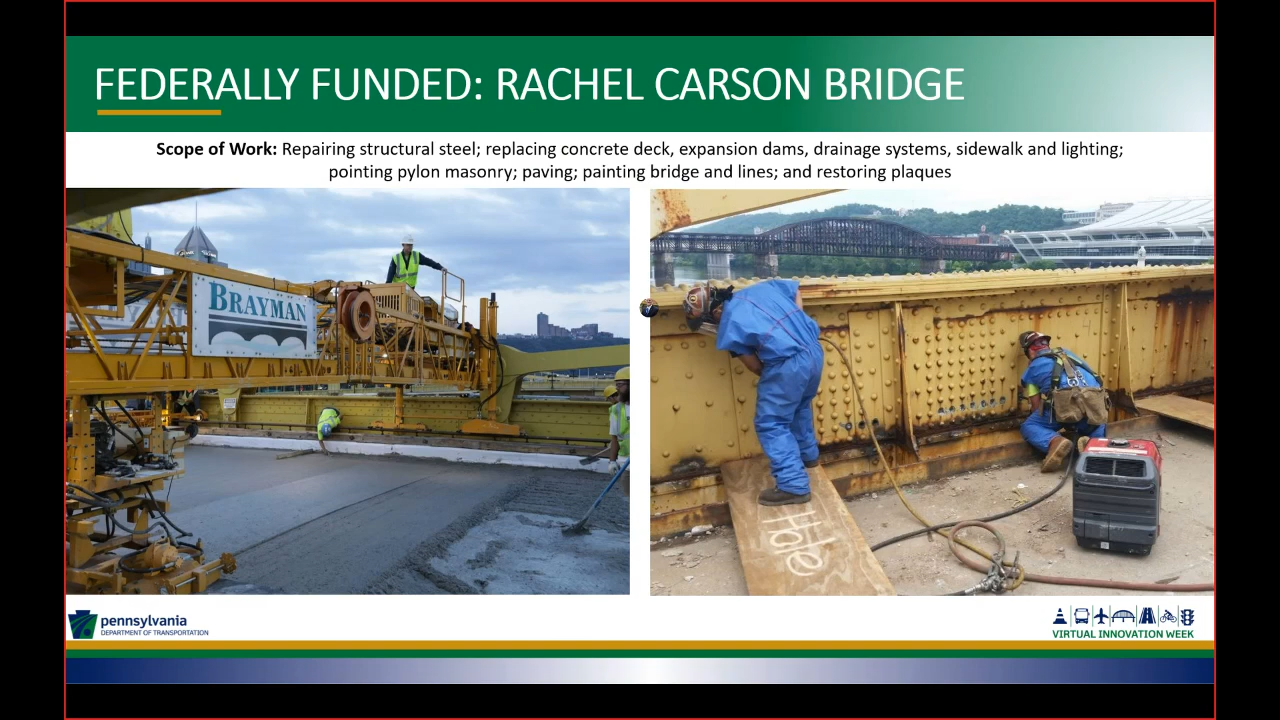 FEDERALLY FUNDED: RACHEL CARSON BRIDGE
Scope of Work: Repairing structural steel; replacing concrete deck, expansion dams, drainage systems, sidewalk and lighting;
pointing pylon masonry; paving; painting bridge and lines; and restoring plaques
BRAYMAN
Hole
pennsylvania
DEPARTMENT OF TRANSPORTATION
VIRTUAL INNOVATION WEEK